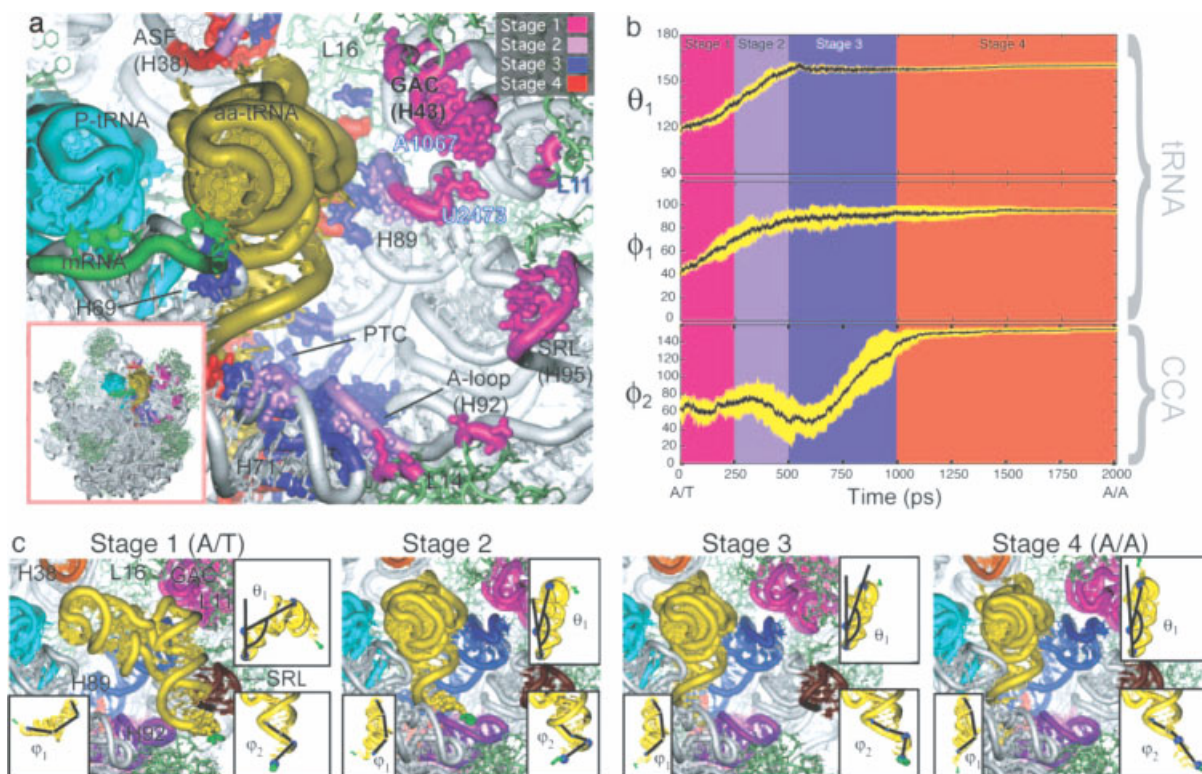 a
ASF
(H38)
L16
GAC
(H43)
Stage 1
Stage 2
Stage 3
Stage 4
P-tRNA
aa-tRNA
A1067
L11
U2473
H89
mRNA
H69
PTC
SRL
(H95)
A-loop
(H92)
H71
L14
b
Stage 1
Stage 2
Stage 3
Stage 4
180
150
120
90
θ1
80
60
40
20
0
ϕ1
140
120
100
80
60
40
20
0
ϕ2
0 250 500 750 1000 1250 1500 1750 2000
A/T Time (ps) A/A
tRNA
CCA
c Stage 1 (A/T) Stage 2 Stage 3 Stage 4 (A/A)
H38
L16
GAC
θ1
θ1
θ1
θ1
H89
SRL
H92
φ1
φ2
φ1
φ2
φ1
φ2
φ1
φ2